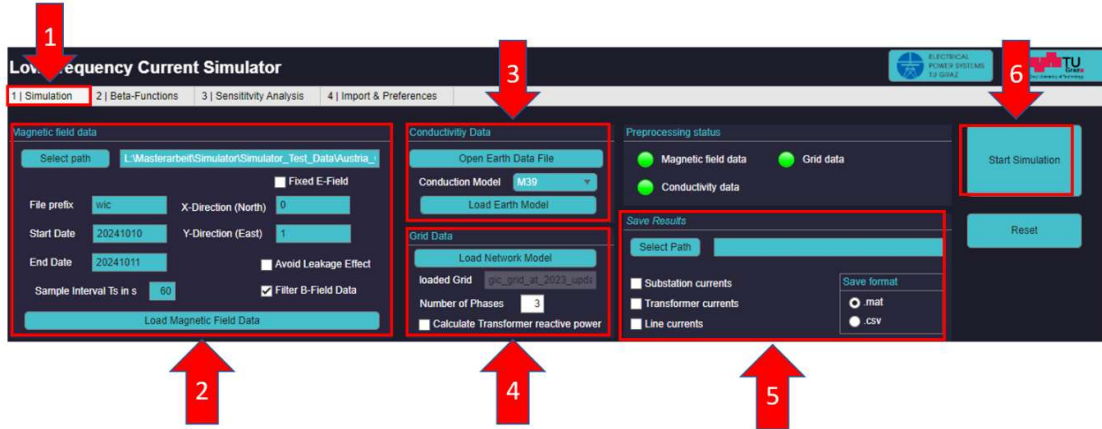 1
Low Frequency Current Simulator
ELECTRICAL
POWER SYSTEMS
TU GRAZ
TU
Graz
1 | Simulation
2 | Beta-Functions
3 | Sensititvity Analysis
4 | Import & Preferences
3
6
Magnetic field data
Select path
L:\Masterarbeit\Simulator\Simulator_Test_Data\Austria_
Fixed E-Field
File prefix
wic
X-Direction (North)
0
Start Date
20241010
Y-Direction (East)
1
End Date
20241011
Avoid Leakage Effect
Sample Interval Ts in s
60
Filter B-Field Data
Load Magnetic Field Data
Conductivitiy Data
Open Earth Data File
Conduction Model
M39
Load Earth Model
Grid Data
Load Network Model
loaded Grid
gic_grid_at_2023_upda
Number of Phases
3
Calculate Transformer reactive power
Preprocessing status
Magnetic field data
Grid data
Conductivity data
Save Results
Select Path
Substation currents
Transformer currents
Line currents
Save format
.mat
.csv
Start Simulation
Reset
2
4
5